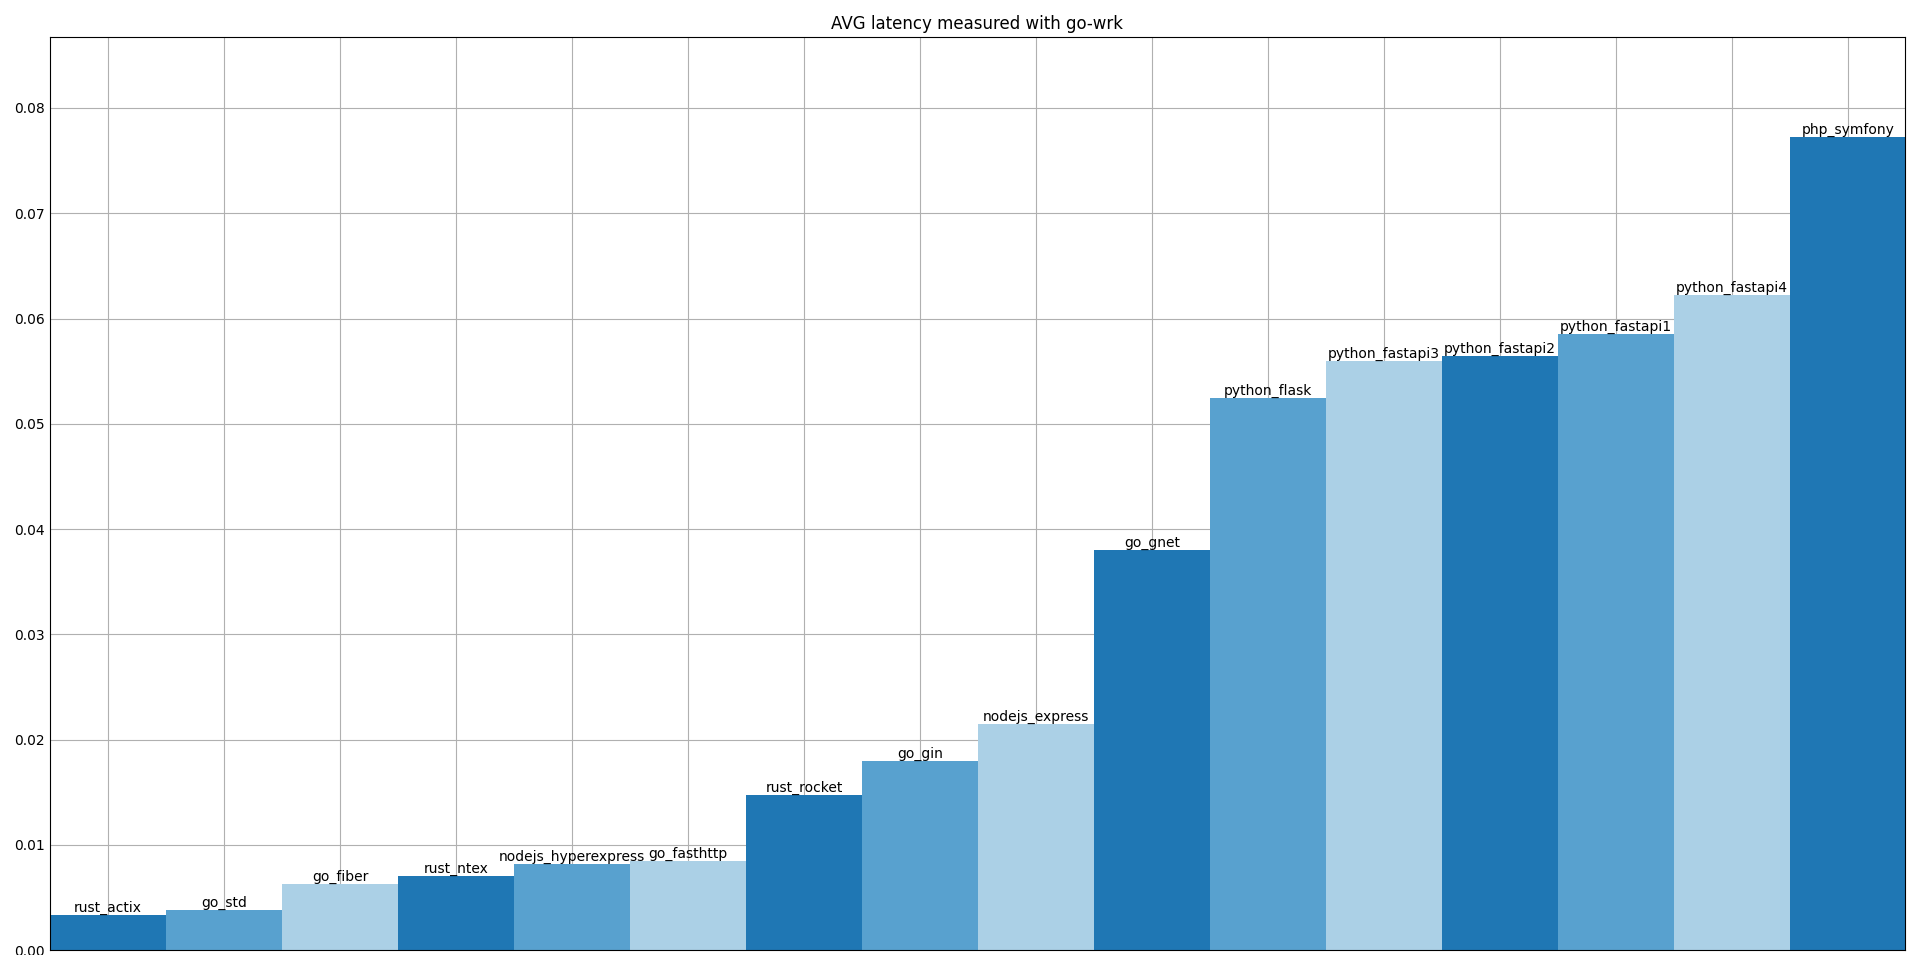 AVG latency measured with go-wrk
0.08
0.07
0.06
0.05
0.04
0.03
0.02
0.01
0.00
rust_actix
go_std
go_fiber
rust_ntex
nodejs_hyperexpress
go_fasthttp
rust_rocket
go_gin
nodejs_express
go_gnet
python_flask
python_fastapi3
python_fastapi2
python_fastapi1
python_fastapi4
php_symfony